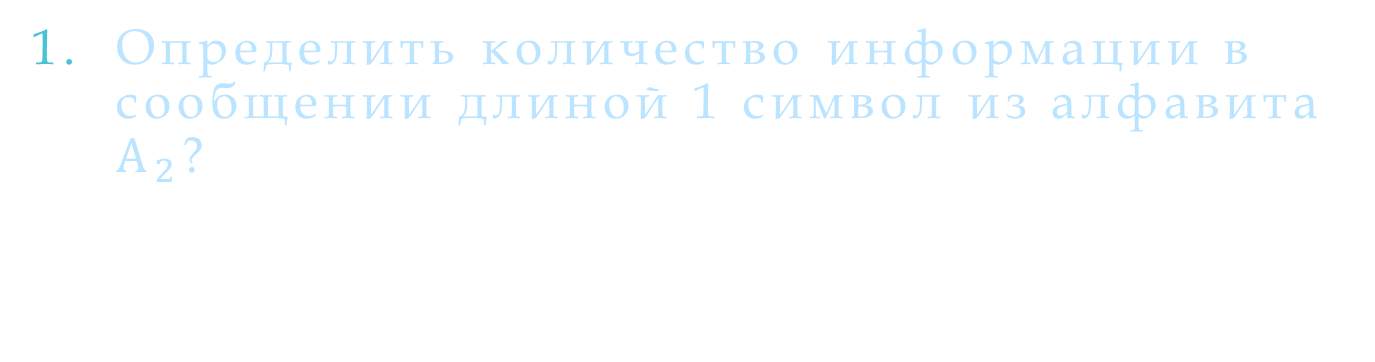 1. Определить количество информации в
сообщении длиной 1 символ из алфавита
A₂?